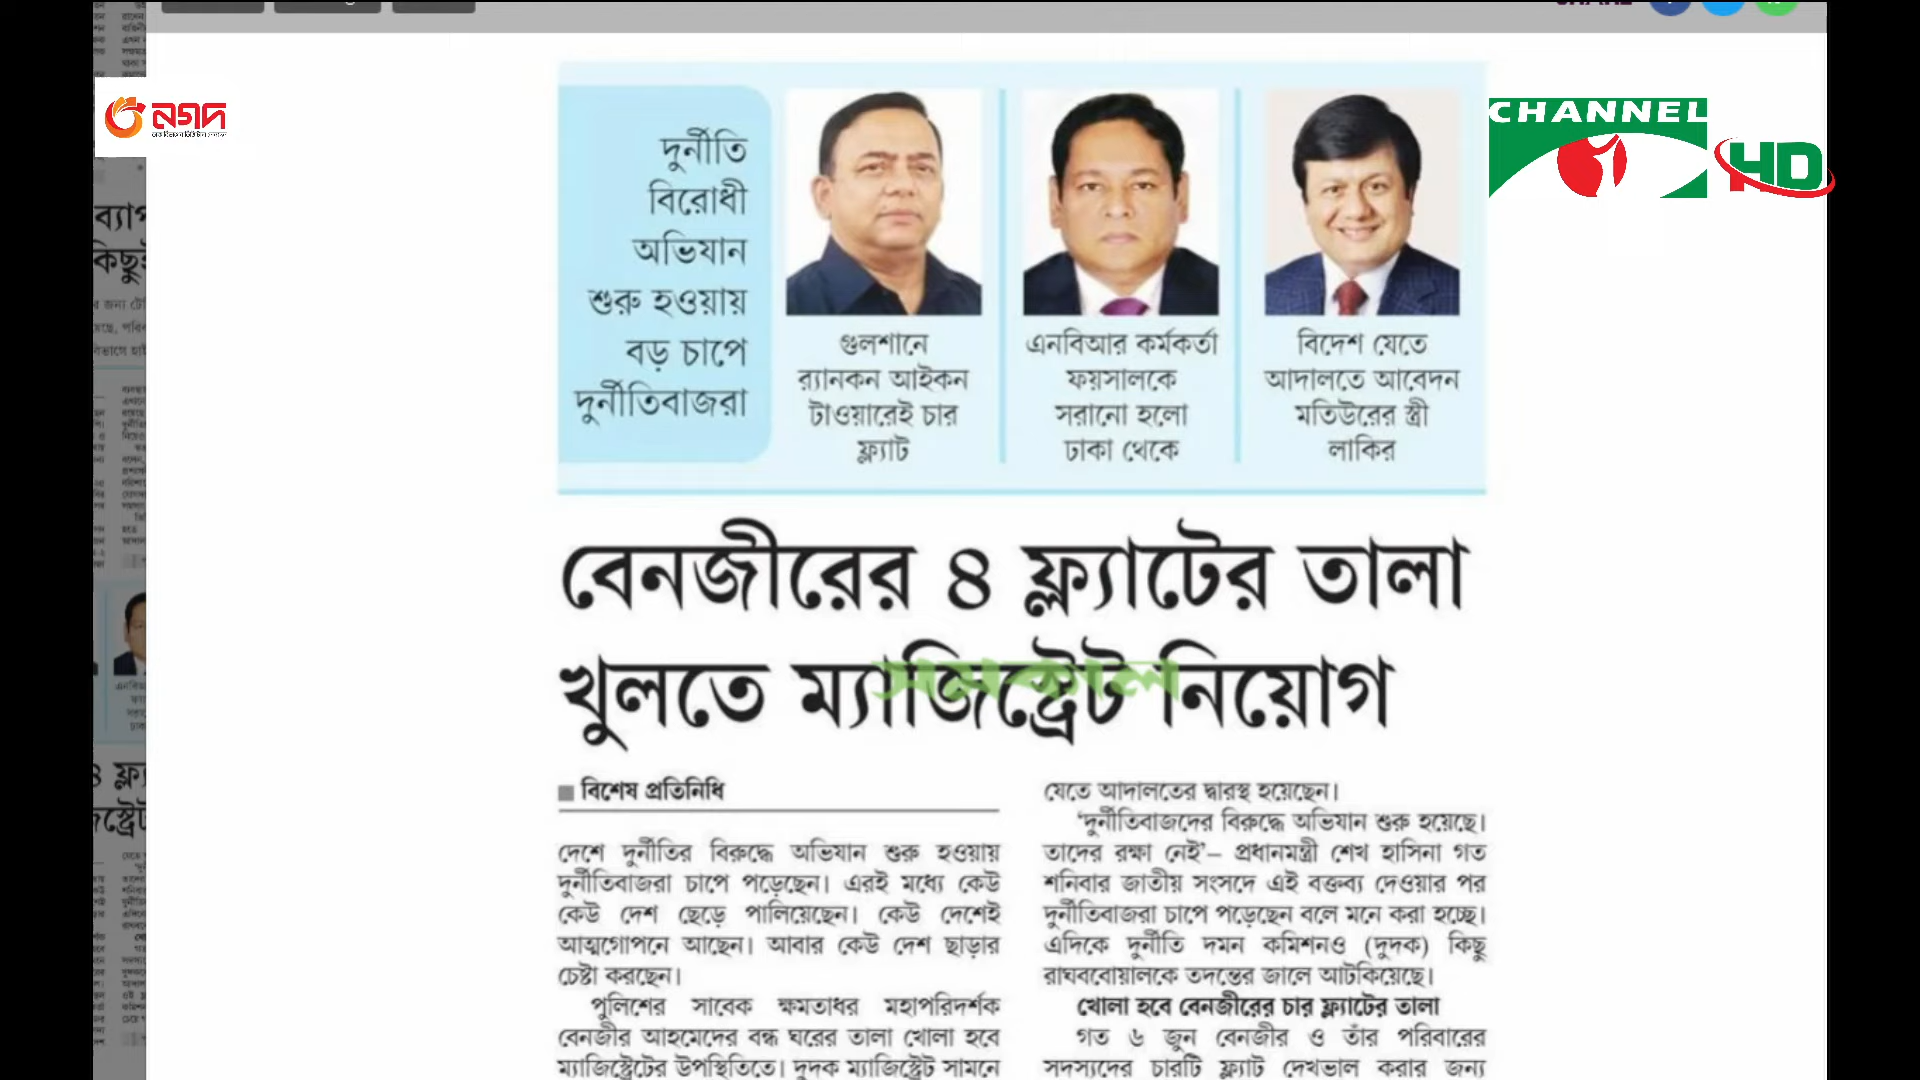 নগদ
CHANNEL
HD
দুর্নীতি
বিরোধী
অভিযান
শুরু হওয়ায়
বড় চাপে
দুর্নীতিবাজরা
গুলশানে
র‍্যানকন আইকন
টাওয়ারেই চার
ফ্ল্যাট
এনবিআর কর্মকর্তা
ফয়সালকে
সরানো হলো
ঢাকা থেকে
বিদেশ যেতে
আদালতে আবেদন
মতিউরের স্ত্রী
লাকির
বেনজীরের ৪ ফ্ল্যাটের তালা
খুলতে ম্যাজিস্ট্রেট নিয়োগ
সমকাল
বিশেষ প্রতিনিধি
দেশে দুর্নীতির বিরুদ্ধে অভিযান শুরু হওয়ায়
দুর্নীতিবাজরা চাপে পড়েছেন। এরই মধ্যে কেউ
কেউ দেশ ছেড়ে পালিয়েছেন। কেউ দেশেই
আত্মগোপনে আছেন। আবার কেউ দেশ ছাড়ার
চেষ্টা করছেন।
পুলিশের সাবেক ক্ষমতাধর মহাপরিদর্শক
বেনজীর আহমেদের বন্ধ ঘরের তালা খোলা হবে
ম্যাজিস্ট্রেটের উপস্থিতিতে। দুদক ম্যাজিস্ট্রেট সামনে
যেতে আদালতের দ্বারস্থ হয়েছেন।
‘দুর্নীতিবাজদের বিরুদ্ধে অভিযান শুরু হয়েছে।
তাদের রক্ষা নেই’– প্রধানমন্ত্রী শেখ হাসিনা গত
শনিবার জাতীয় সংসদে এই বক্তব্য দেওয়ার পর
দুর্নীতিবাজরা চাপে পড়েছেন বলে মনে করা হচ্ছে।
এদিকে দুর্নীতি দমন কমিশনও (দুদক) কিছু
রাঘববোয়ালকে তদন্তের জালে আটকিয়েছে।
খোলা হবে বেনজীরের চার ফ্ল্যাটের তালা
গত ৬ জুন বেনজীর ও তাঁর পরিবারের
সদস্যদের চারটি ফ্ল্যাট দেখভাল করার জন্য